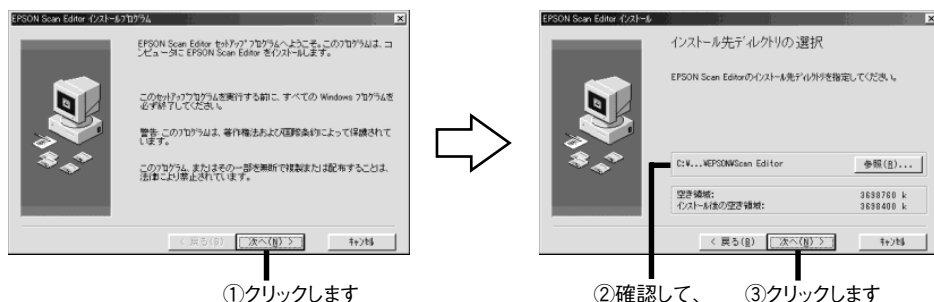 EPSON Scan Editor インストールプログラム
EPSON Scan Editor セットアップ プログラムへようこそ。このプログラムは、コ
ンピュータに EPSON Scan Editor をインストールします。
このセットアッププログラムを実行する前に、すべての Windows プログラムを
必ず終了してください。
警告: このプログラムは、著作権法および国際条約によって保護されて
います。
このプログラム、またはその一部を無断で複製または配布することは、
法律により禁止されています。
< 戻る(B)
次へ(N) >
キャンセル
①クリックします
EPSON Scan Editor インストール
インストール先ディレクトリの選択
EPSON Scan Editorのインストール先ディレクトリを指定してください。
C:¥...¥EPSON¥Scan Editor
参照(R)...
空き領域: 3698760 k
インストール後の空き領域: 3698400 k
< 戻る(B)
次へ(N) >
キャンセル
②確認して、
③クリックします